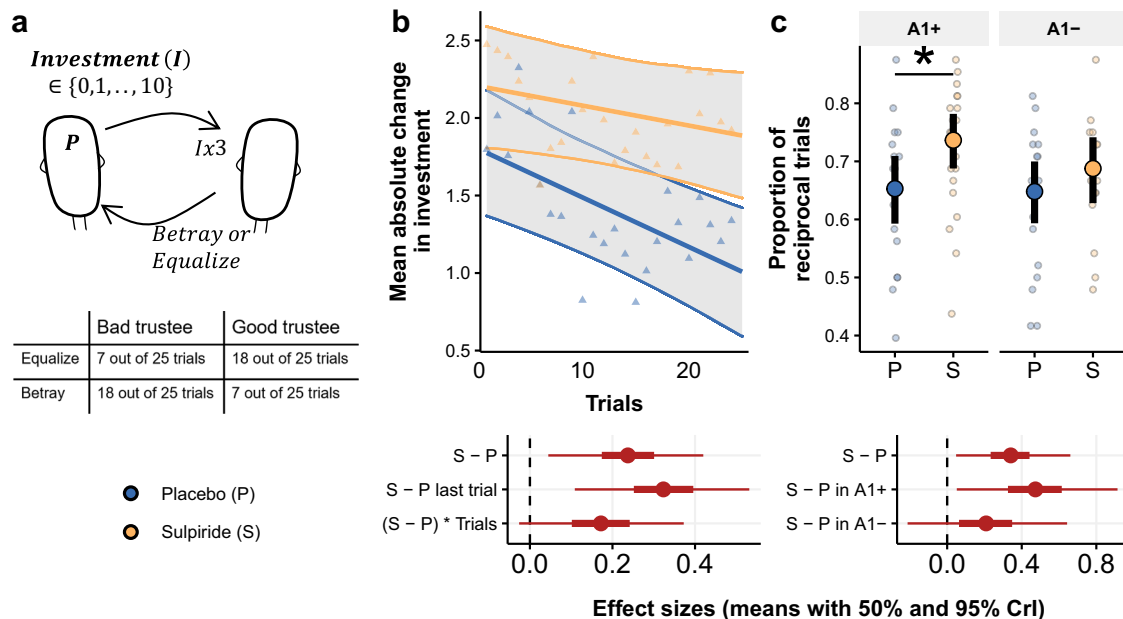 a
Investment (I)
∈ {0,1,..,10}
P
Ix3
Betray or
Equalize
Bad trustee Good trustee
Equalize 7 out of 25 trials 18 out of 25 trials
Betray 18 out of 25 trials 7 out of 25 trials
Placebo (P)
Sulpiride (S)
b
Mean absolute change
in investment
2.5
2.0
1.5
1.0
0.5
0 10 20
Trials
S − P
S − P last trial
(S − P) * Trials
0.0 0.2 0.4
c
A1+ A1−
*
Proportion of
reciprocal trials
0.8
0.7
0.6
0.5
0.4
P S P S
S − P
S − P in A1+
S − P in A1−
0.0 0.4 0.8
Effect sizes (means with 50% and 95% CrI)